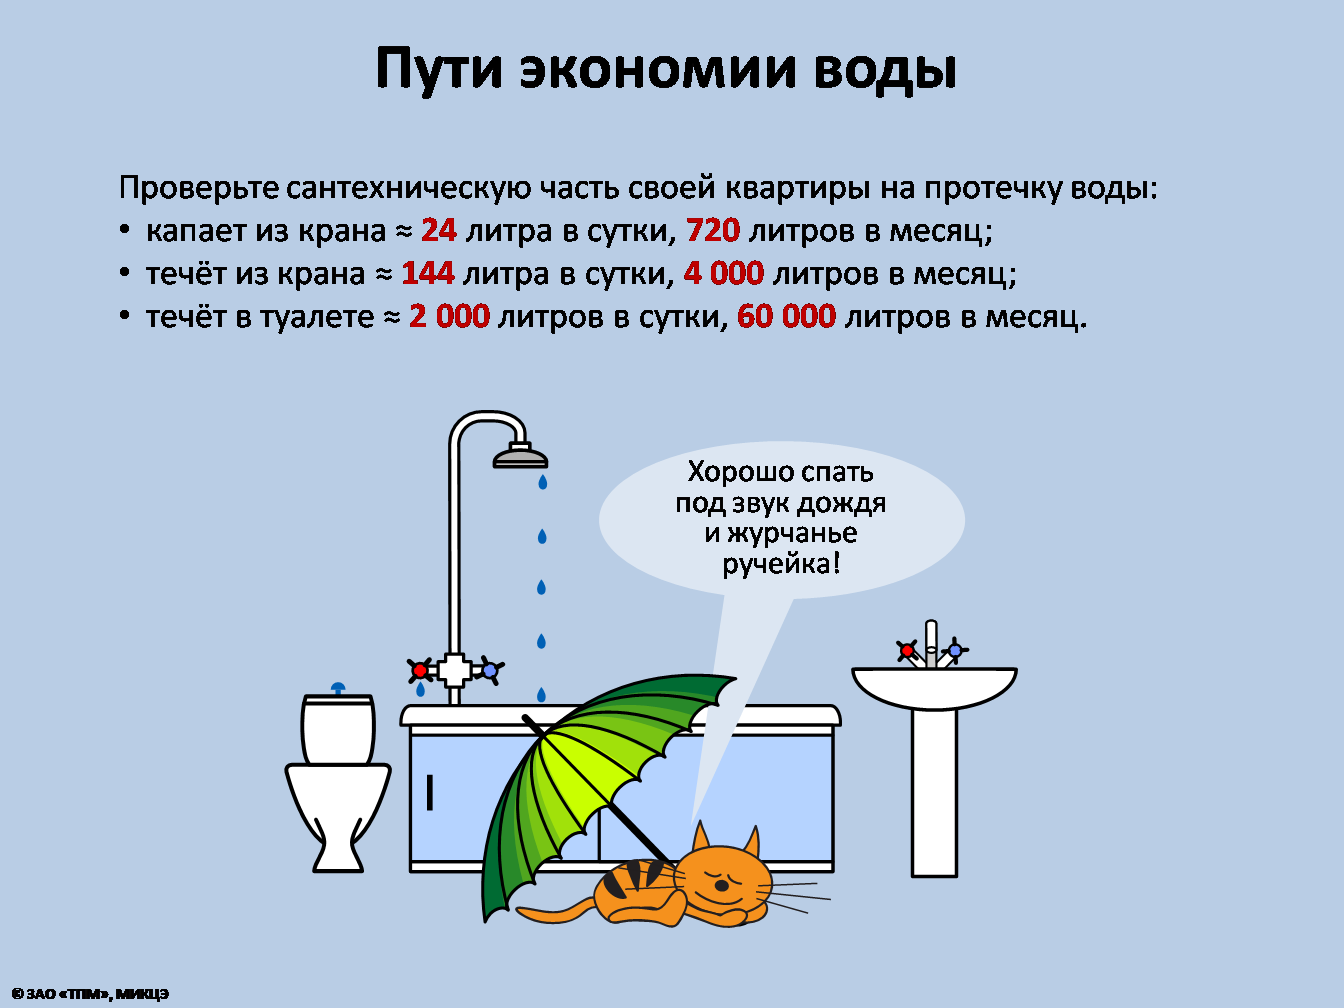 Пути экономии воды
Проверьте сантехническую часть своей квартиры на протечку воды:
• капает из крана ≈ 24 литра в сутки, 720 литров в месяц;
• течёт из крана ≈ 144 литра в сутки, 4 000 литров в месяц;
• течёт в туалете ≈ 2 000 литров в сутки, 60 000 литров в месяц.
Хорошо спать
под звук дождя
и журчанье
ручейка!
© ЗАО «ТПМ», МИКЦЭ